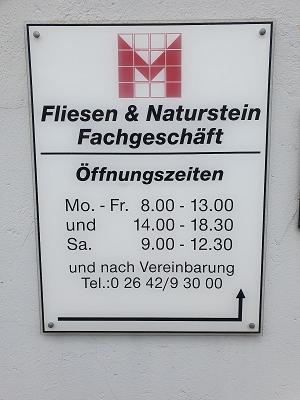 Fliesen & Naturstein
Fachgeschäft
Öffnungszeiten
Mo. - Fr. 8.00 - 13.00
und 14.00 - 18.30
Sa. 9.00 - 12.30
und nach Vereinbarung
Tel.:0 26 42/9 30 00